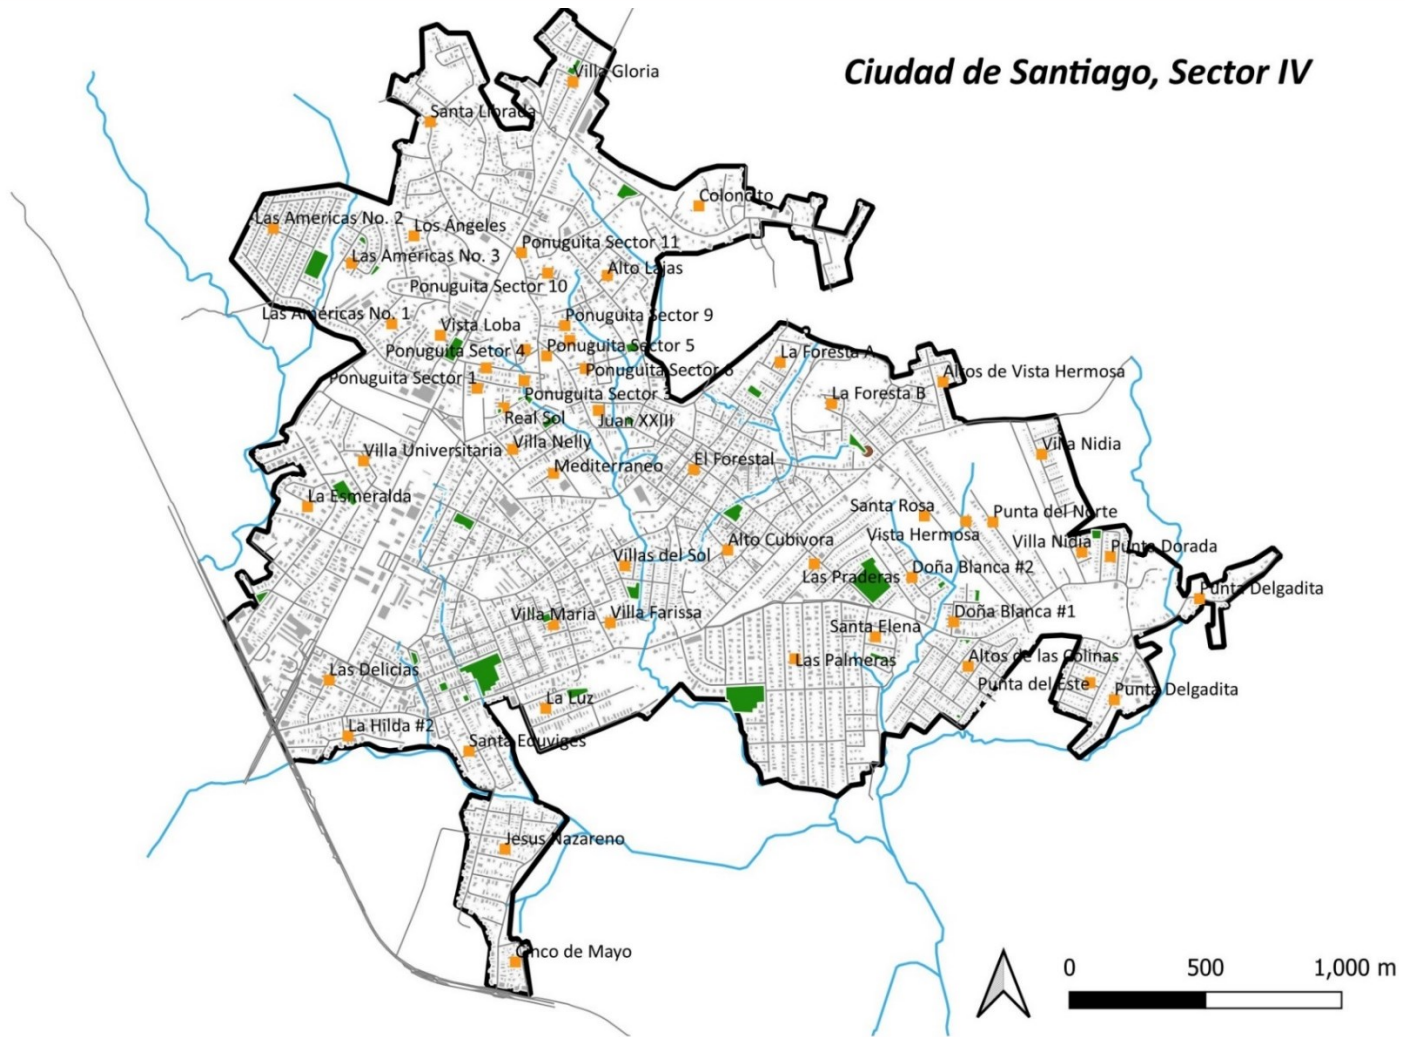 Ciudad de Santiago, Sector IV
Villa Gloria
Santa Librada
Coloncito
Las Americas No. 2
Los Ángeles
Ponuguita Sector 11
Las Américas No. 3
Alto Lajas
Ponuguita Sector 10
Las Américas No. 1
Ponuguita Sector 9
Vista Loba
Ponuguita Setor 4
Ponuguita Sector 5
La Foresta A
Ponuguita Sector 6
Altos de Vista Hermosa
Ponuguita Sector 1
Ponuguita Sector 3
La Foresta B
Real Sol
Juan XXIII
Villa Universitaria
Villa Nelly
Villa Nidia
Mediterraneo
El Forestal
La Esmeralda
Santa Rosa
Punta del Norte
Vista Hermosa
Villa Nidia
Alto Cubivora
Punta Dorada
Villas del Sol
Las Praderas
Doña Blanca #2
Punta Delgadita
Villa Maria
Villa Farissa
Doña Blanca #1
Santa Elena
Las Palmeras
Altos de las Colinas
Las Delicias
Punta del Este
Punta Delgadita
La Luz
La Hilda #2
Santa Eduviges
Jesus Nazareno
Cinco de Mayo
0 500 1,000 m